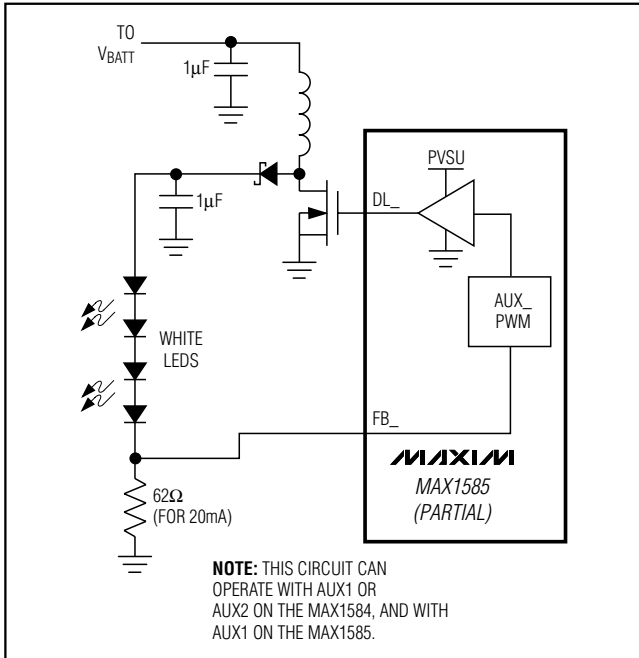 TO
VBATT
1µF
PVSU
DL_
1µF
AUX_
PWM
WHITE
LEDS
FB_
MAXIM
MAX1585
(PARTIAL)
62Ω
(FOR 20mA)
NOTE: THIS CIRCUIT CAN
OPERATE WITH AUX1 OR
AUX2 ON THE MAX1584, AND WITH
AUX1 ON THE MAX1585.